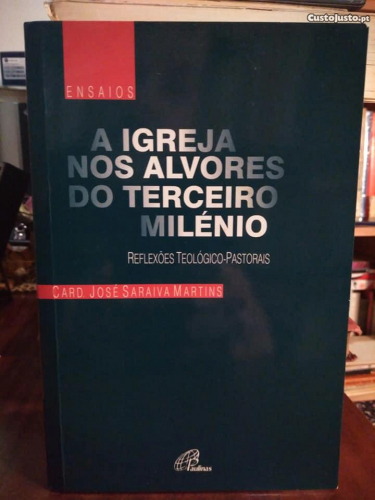 CustoJusto.pt
ENSAIOS
A IGREJA
NOS ALVORES
DO TERCEIRO
MILÉNIO
REFLEXÕES TEOLÓGICO-PASTORAIS
CARD. JOSÉ SARAIVA MARTINS
Paulinas